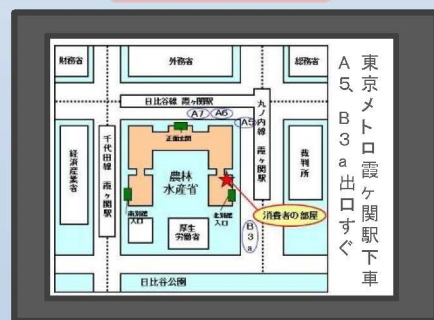 東京メトロ霞ヶ関駅下車
A5、B3a出口すぐ
財務省
外務省
総務省
日比谷線 霞ヶ関駅
A7
A6
A5
丸ノ内線 霞ヶ関駅
千代田線 霞ヶ関駅
正面玄関
経済産業省
農林
水産省
裁判所
消費者の部屋
南別館
入口
北別館
入口
厚生
労働省
B3a
日比谷公園